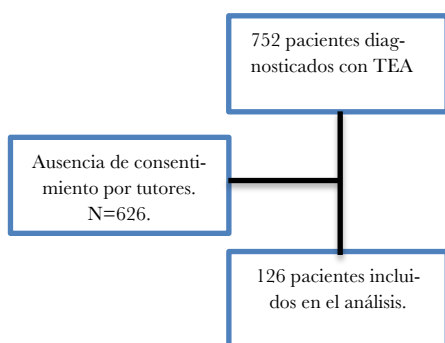 752 pacientes diag-
nosticados con TEA
Ausencia de consenti-
miento por tutores.
N=626.
126 pacientes inclui-
dos en el análisis.